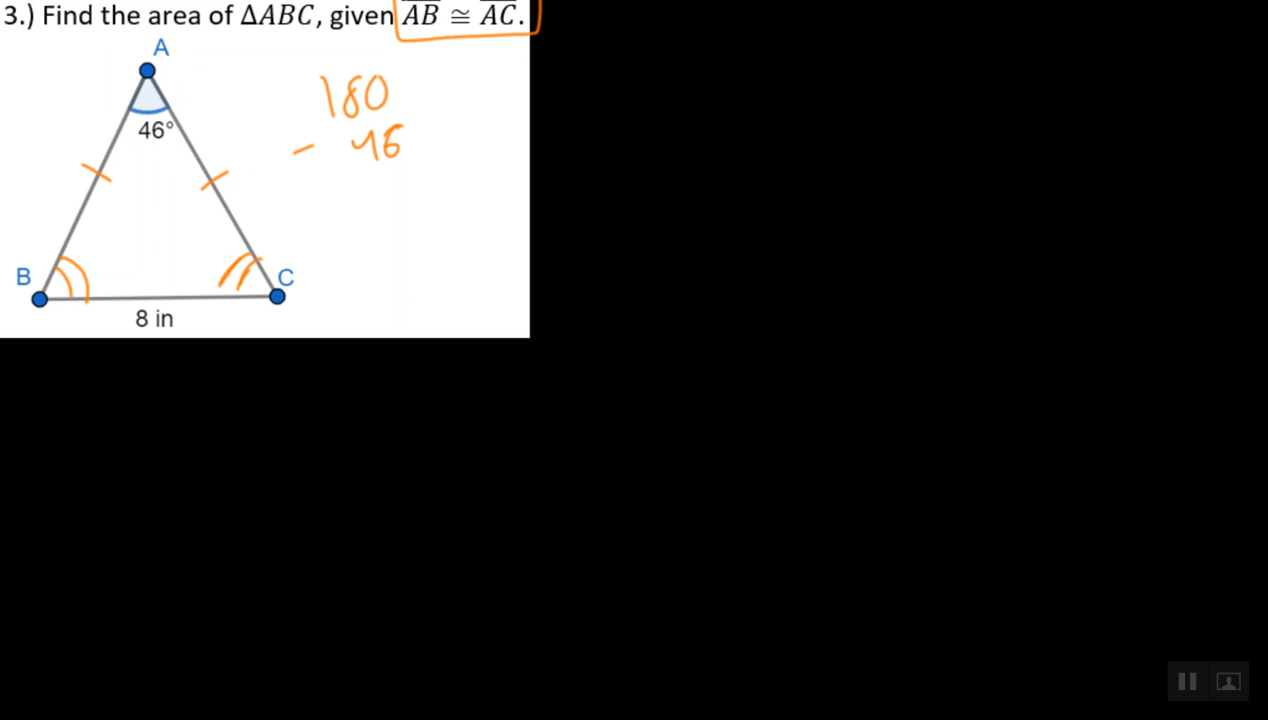 3.) Find the area of ΔABC, given AB ≅ AC.
A
180
46°
- 46
B
C
8 in